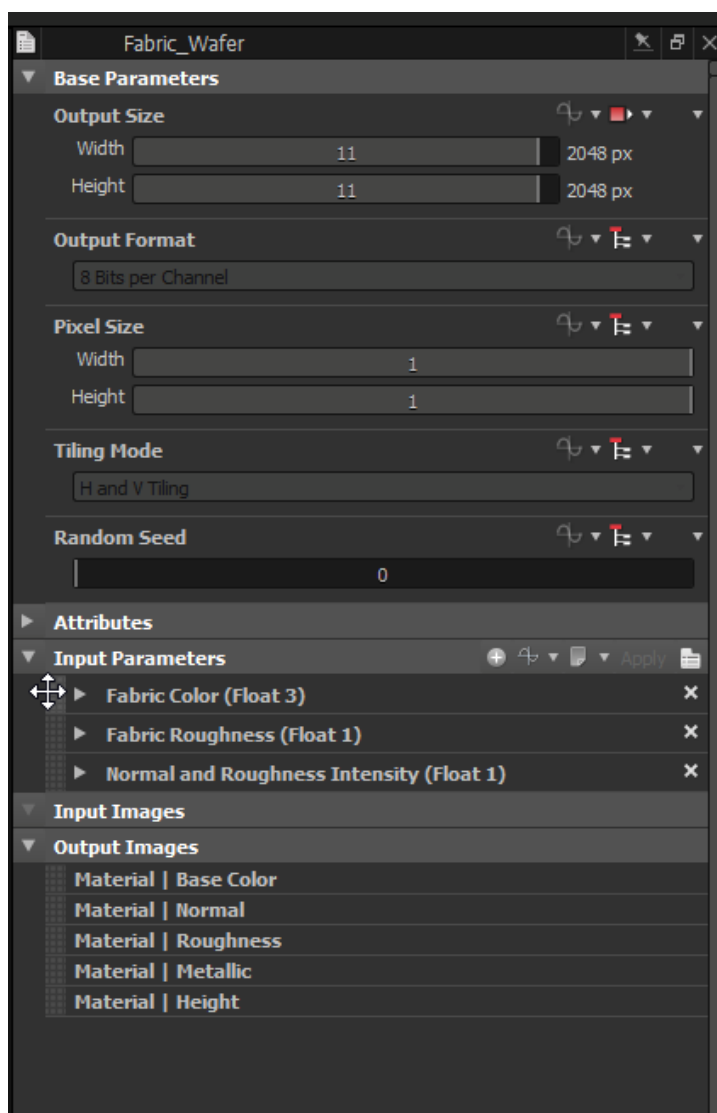 Fabric_Wafer
Base Parameters
Output Size
Width 11 2048 px
Height 11 2048 px
Output Format
8 Bits per Channel
Pixel Size
Width 1
Height 1
Tiling Mode
H and V Tiling
Random Seed
0
Attributes
Input Parameters Apply
Fabric Color (Float 3)
Fabric Roughness (Float 1)
Normal and Roughness Intensity (Float 1)
Input Images
Output Images
Material | Base Color
Material | Normal
Material | Roughness
Material | Metallic
Material | Height